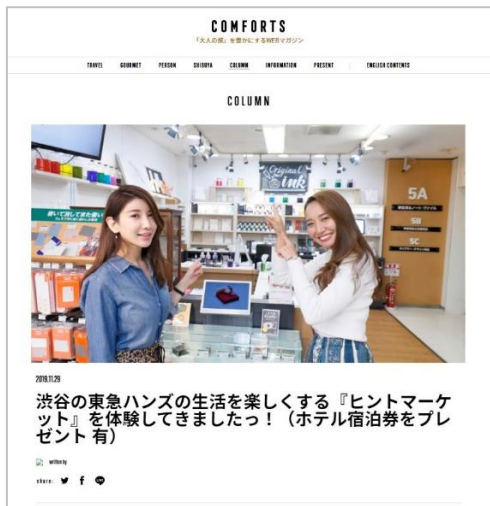 COMFORTS
「大人の旅」を豊かにするWEBマガジン
TRAVEL GOURMET PERSON SHIBUYA COLUMN INFORMATION PRESENT ENGLISH CONTENTS
COLUMN
Original
ink
5A
5B
5C
2019.11.29
渋谷の東急ハンズの生活を楽しくする『ヒントマーケ
ット』を体験してきましたっ！（ホテル宿泊券をプレ
ゼント 有）
written by
share: